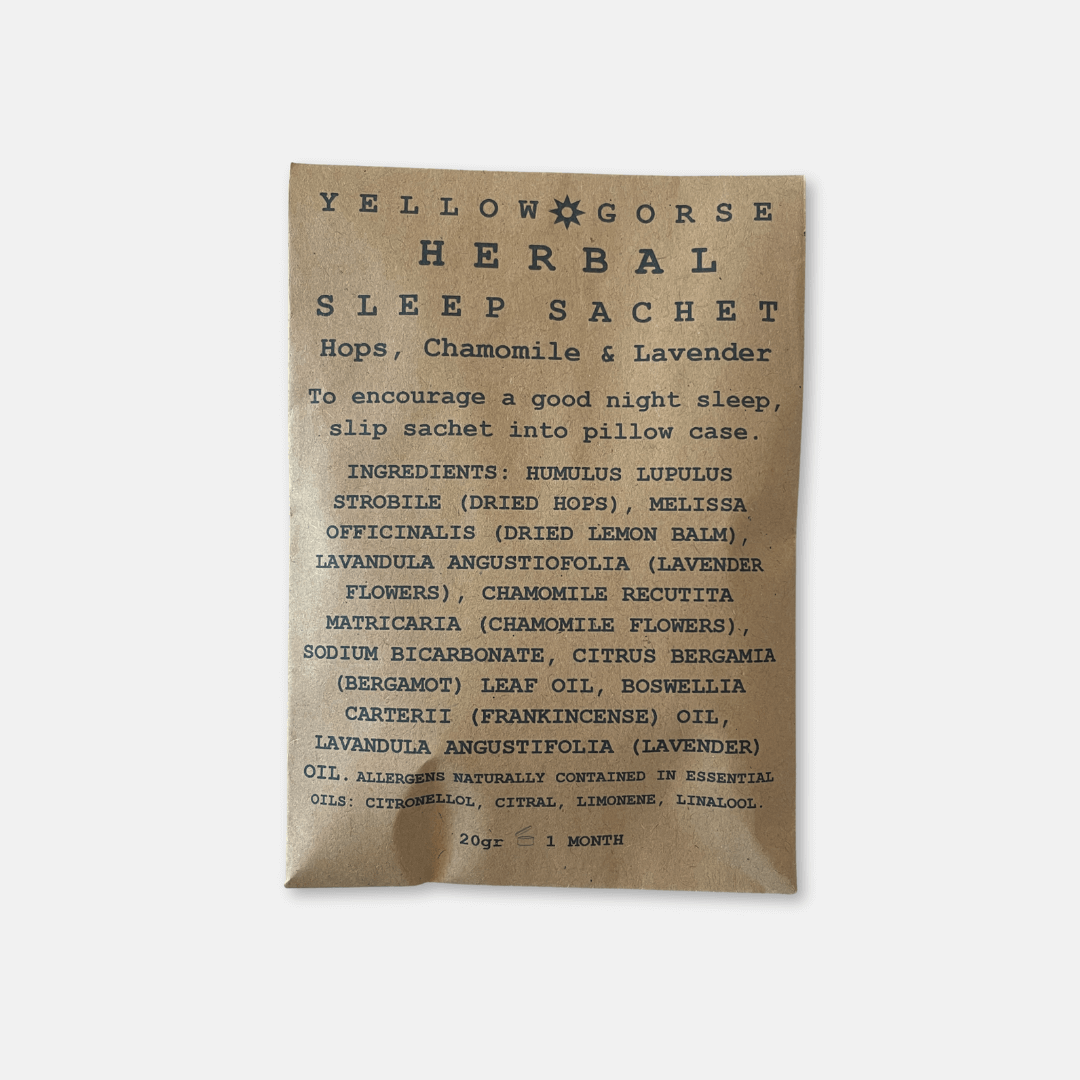 YELLOW GORSE
HERBAL
SLEEP SACHET
Hops, Chamomile & Lavender
To encourage a good night sleep,
slip sachet into pillow case.
INGREDIENTS: HUMULUS LUPULUS
STROBILE (DRIED HOPS), MELISSA
OFFICINALIS (DRIED LEMON BALM),
LAVANDULA ANGUSTIOFOLIA (LAVENDER
FLOWERS), CHAMOMILE RECUTITA
MATRICARIA (CHAMOMILE FLOWERS),
SODIUM BICARBONATE, CITRUS BERGAMIA
(BERGAMOT) LEAF OIL, BOSWELLIA
CARTERII (FRANKINCENSE) OIL,
LAVANDULA ANGUSTIFOLIA (LAVENDER)
OIL. ALLERGENS NATURALLY CONTAINED IN ESSENTIAL
OILS: CITRONELLOL, CITRAL, LIMONENE, LINALOOL.
20gr 1 MONTH